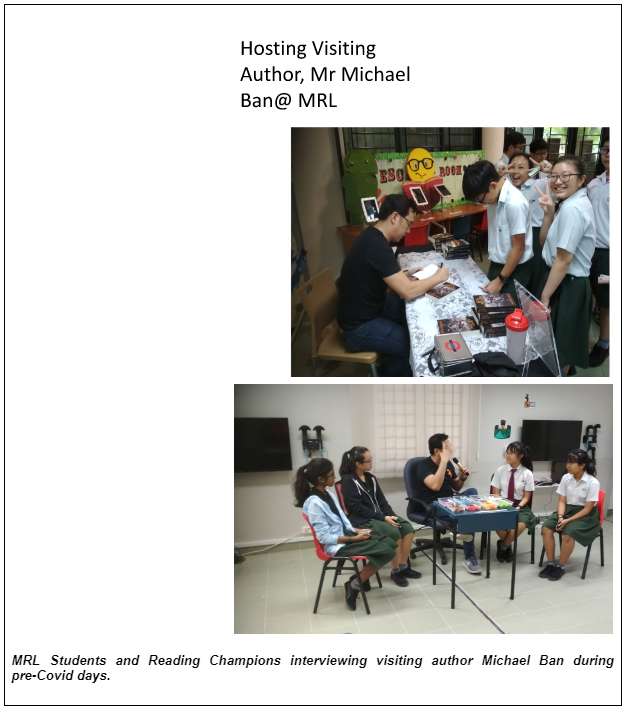 Hosting Visiting
Author, Mr Michael
Ban@ MRL
ESC
ROOM
MRL Students and Reading Champions interviewing visiting author Michael Ban during
pre-Covid days.